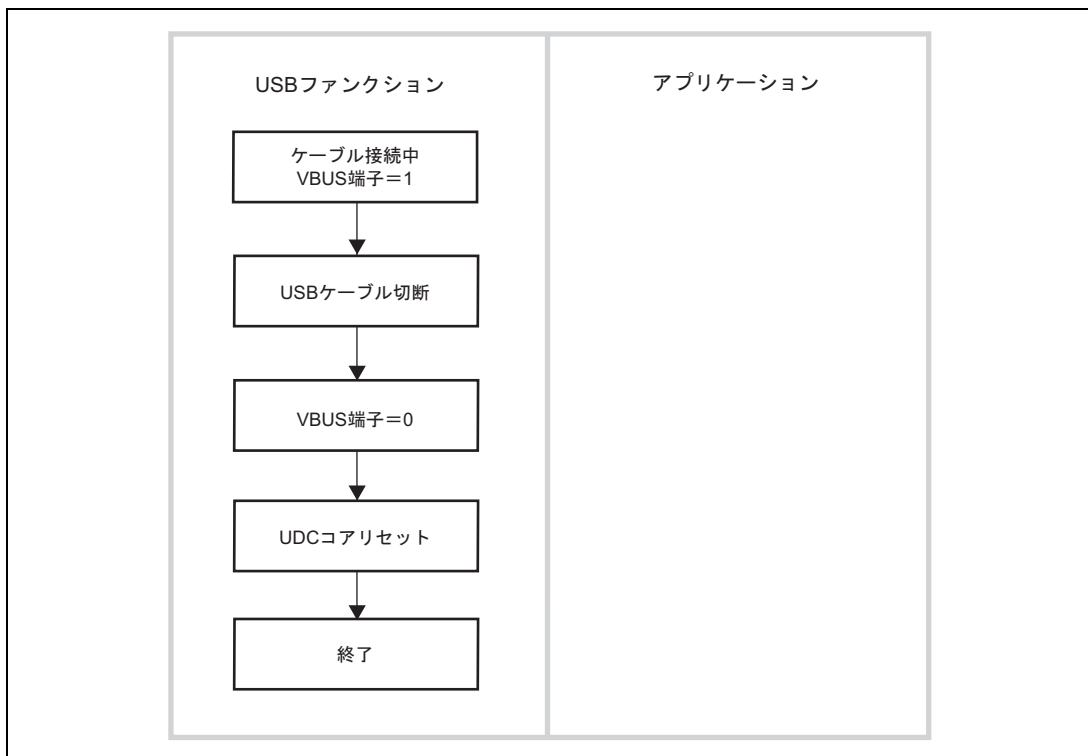 USBファンクション
アプリケーション
ケーブル接続中
VBUS端子＝1
USBケーブル切断
VBUS端子＝0
UDCコアリセット
終了